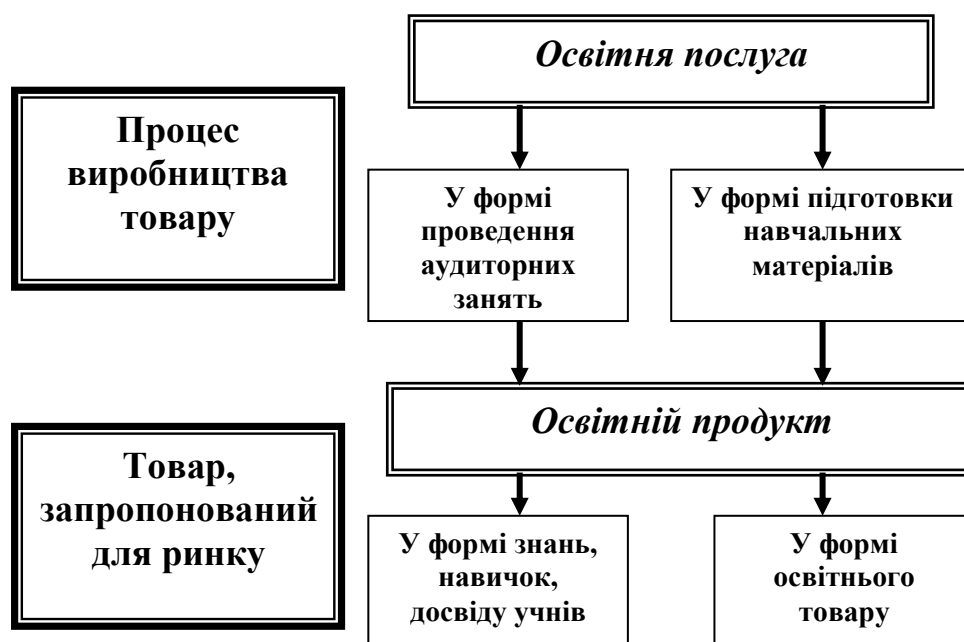 Освітня послуга
Процес
виробництва
товару
У формі
проведення
аудиторних
занять
У формі підготовки
навчальних
матеріалів
Освітній продукт
Товар,
запропонований
для ринку
У формі знань,
навичок,
досвіду учнів
У формі
освітнього
товару